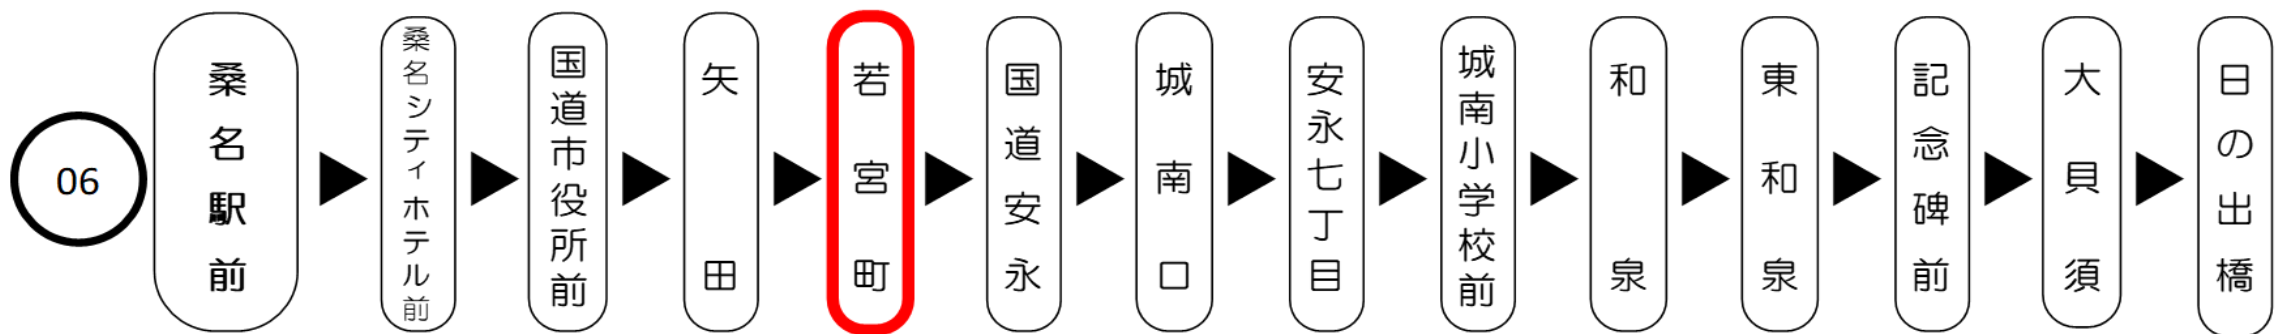 06
桑名駅前
桑名シティホテル前
国道市役所前
矢田
若宮町
国道安永
城南口
安永七丁目
城南小学校前
和泉
東和泉
記念碑前
大貝須
日の出橋